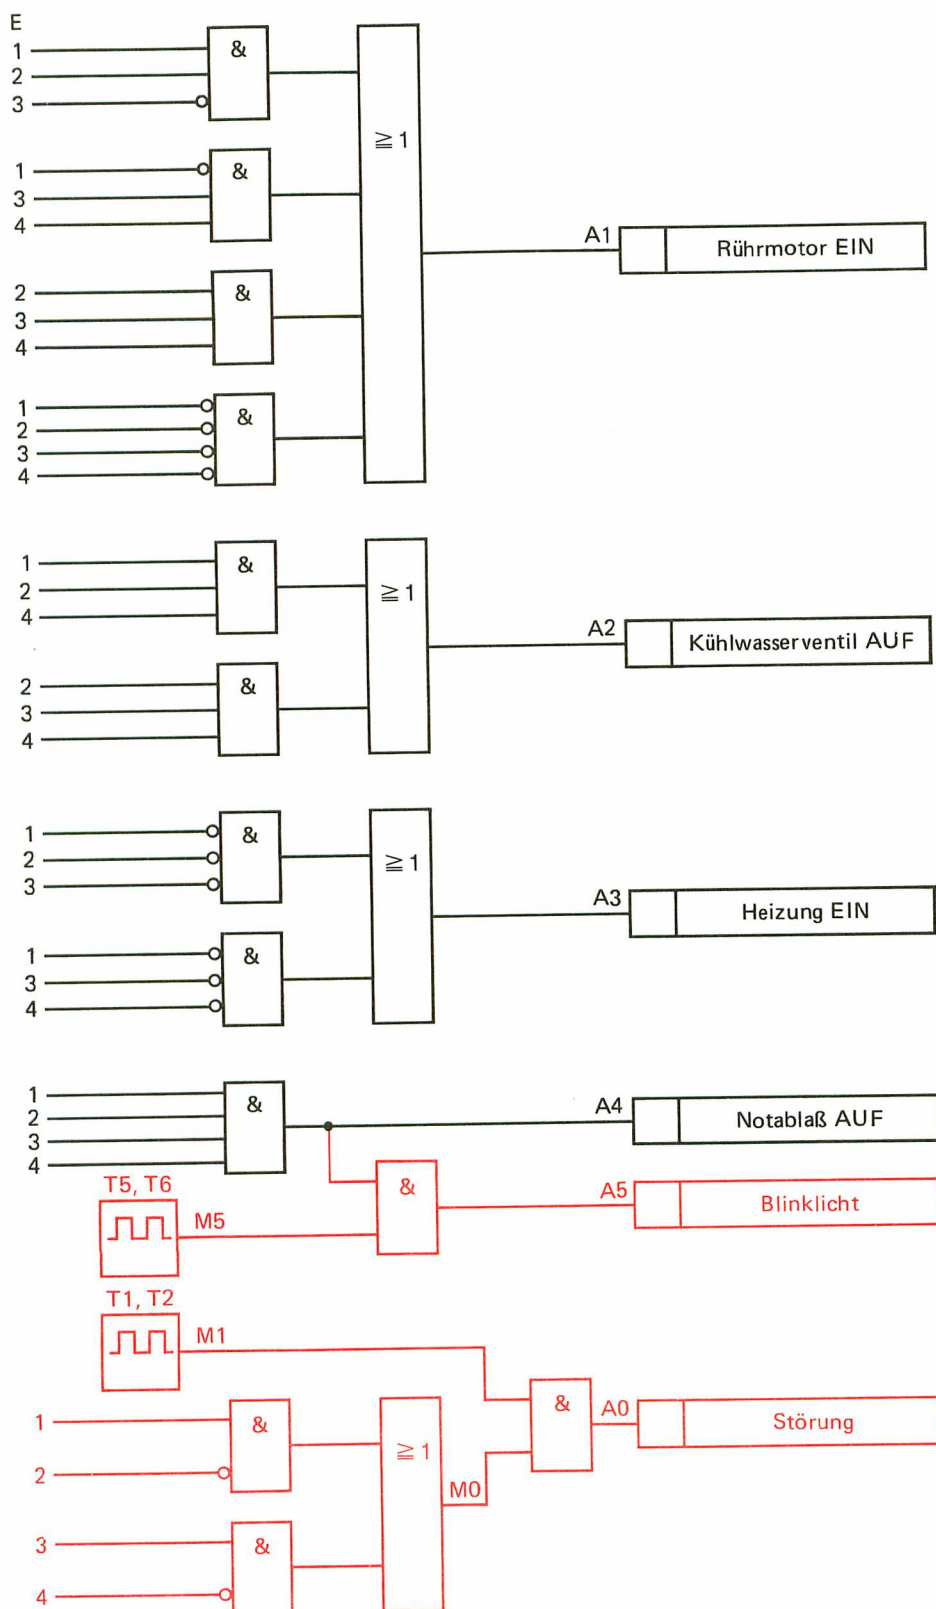 E
1
2
3
&
1
3
4
&
2
3
4
&
1
2
3
4
&
≧ 1
A1
Rührmotor EIN
1
2
4
&
2
3
4
&
≧ 1
A2
Kühlwasserventil AUF
1
2
3
&
1
3
4
&
≧ 1
A3
Heizung EIN
1
2
3
4
&
A4
Notablaß AUF
T5, T6
M5
&
A5
Blinklicht
T1, T2
M1
1
2
&
3
4
&
≧ 1
M0
&
A0
Störung